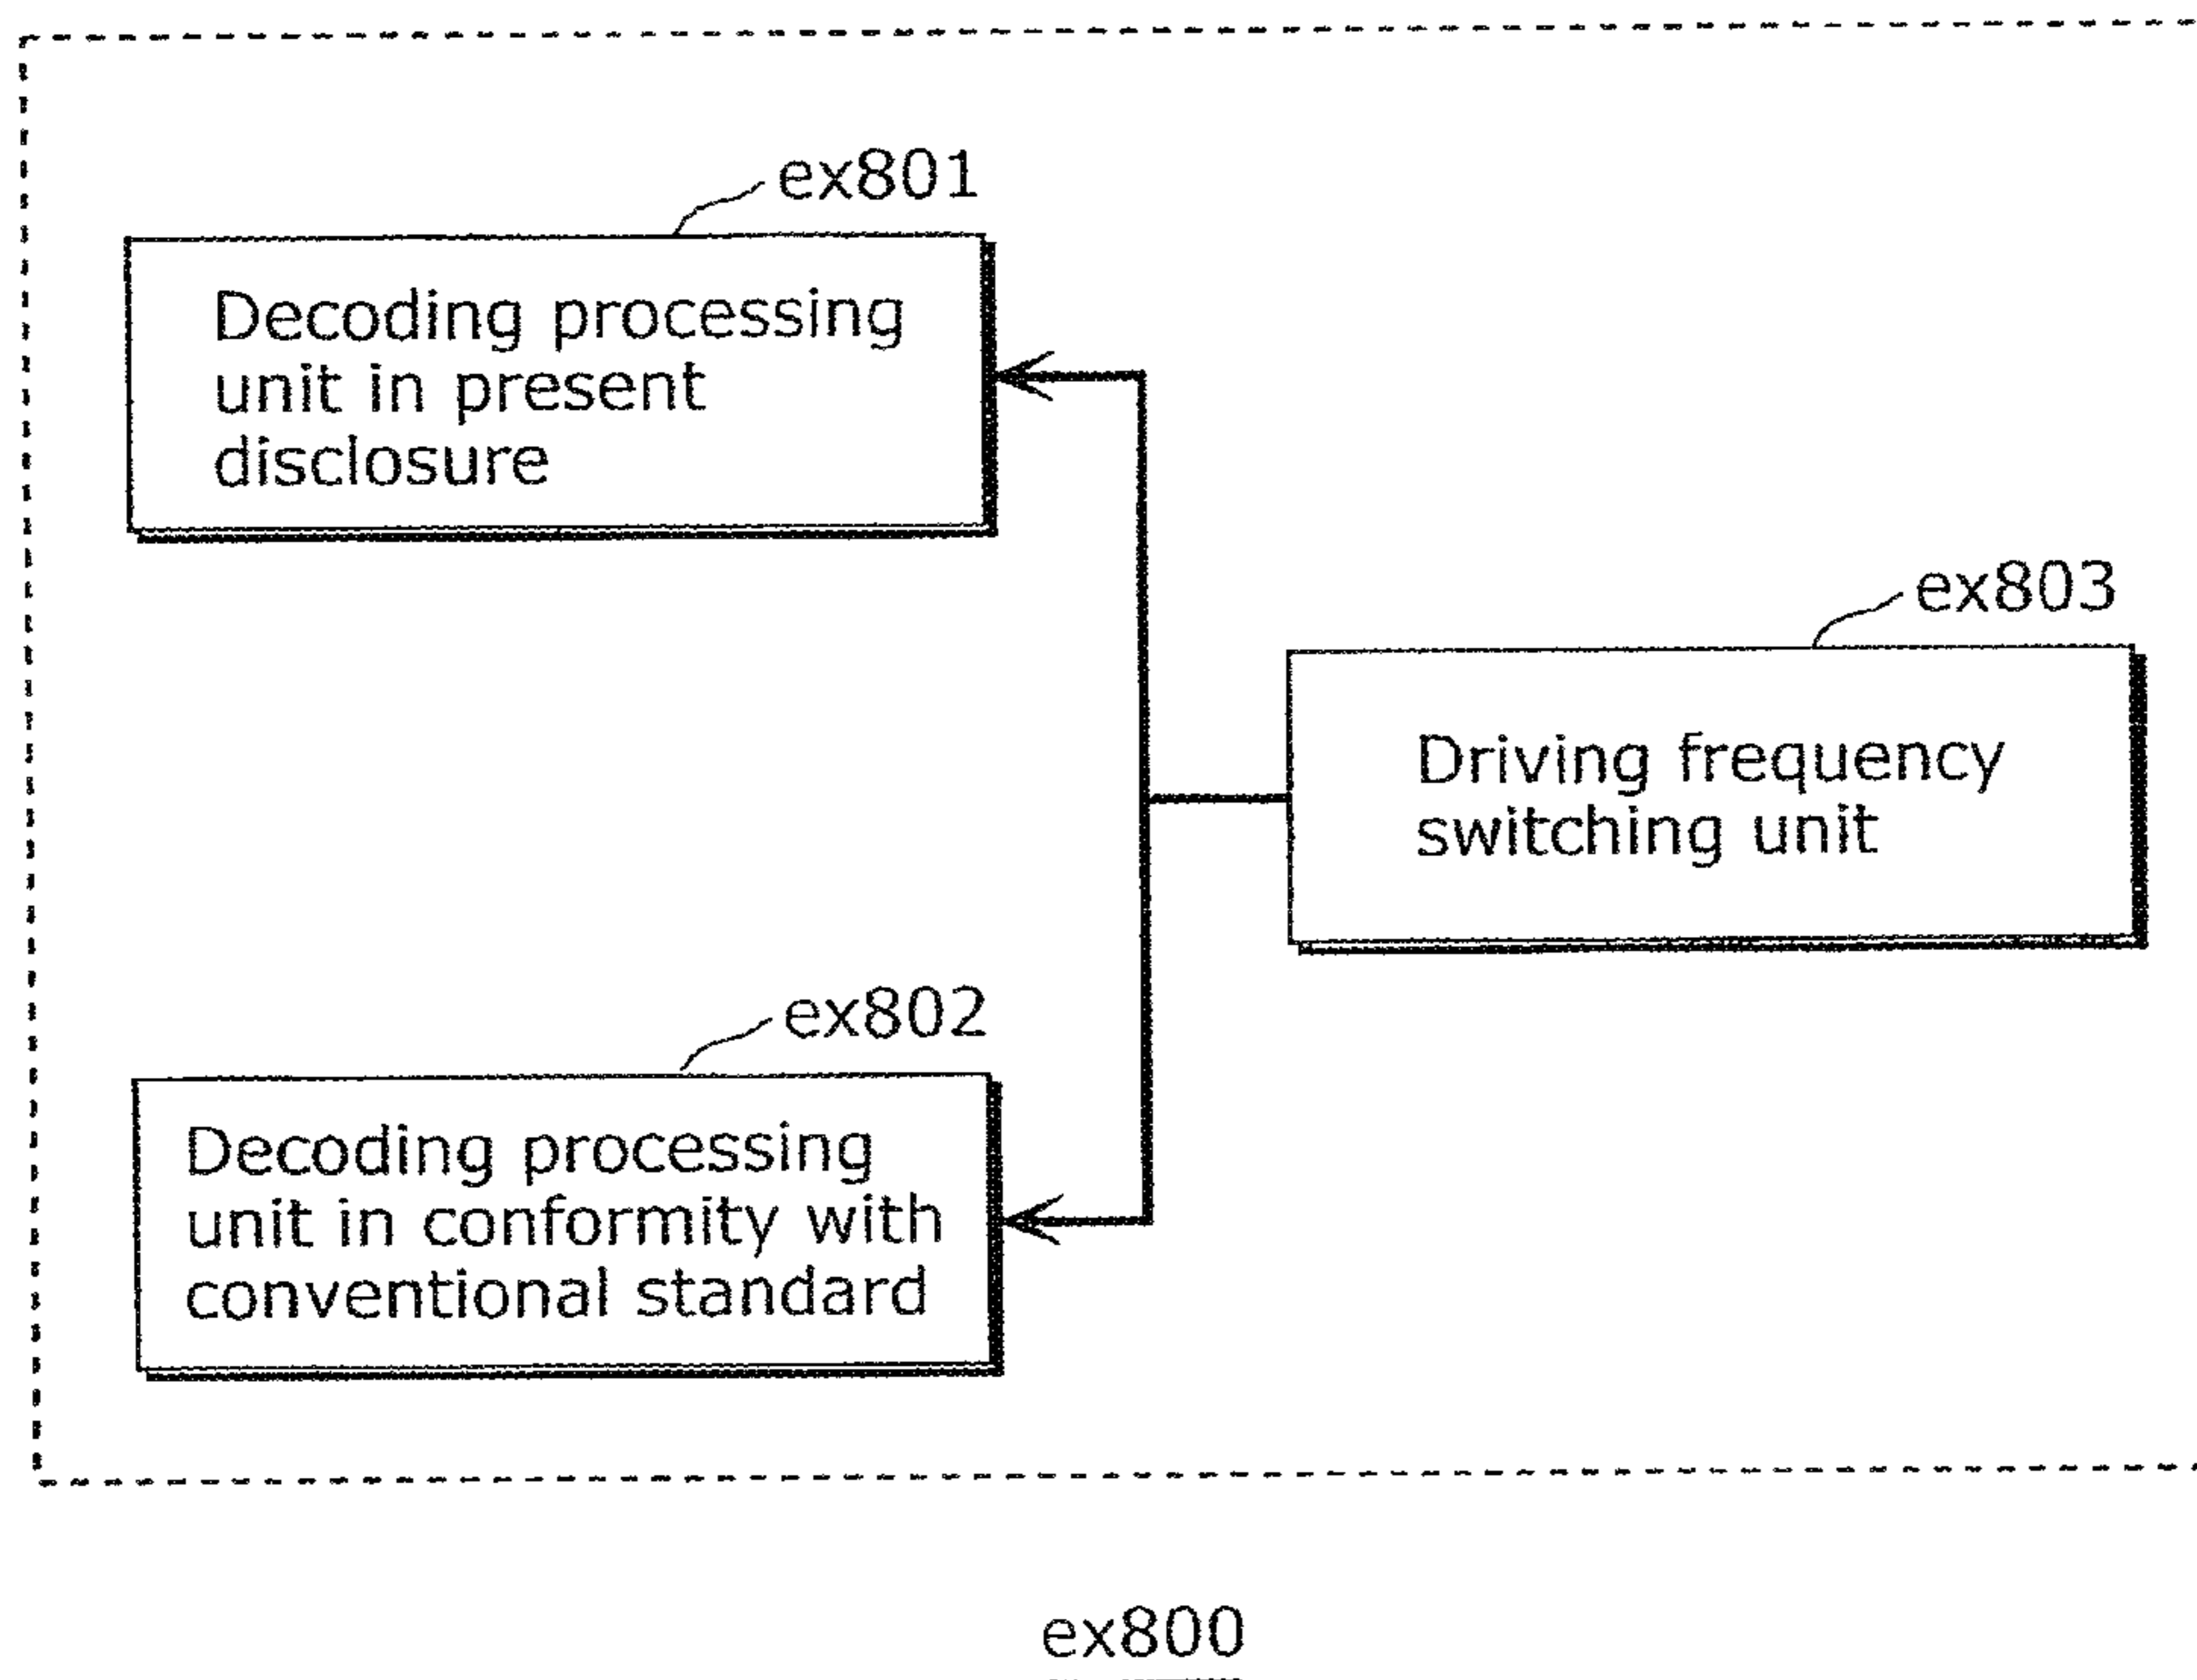 ex801
Decoding processing
unit in present
disclosure
ex803
Driving frequency
switching unit
ex802
Decoding processing
unit in conformity with
conventional standard
ex800